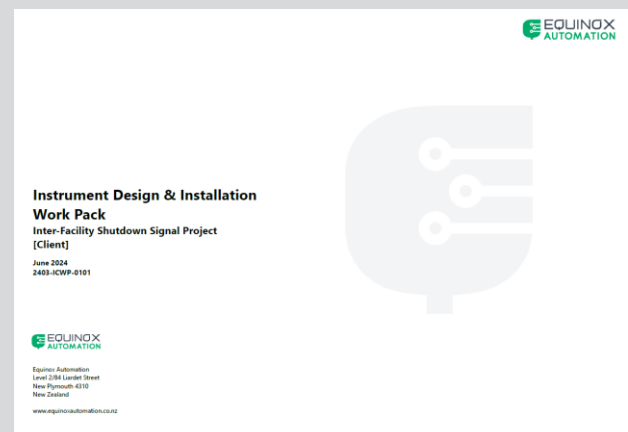 EQUINOX
AUTOMATION
Instrument Design & Installation
Work Pack
Inter-Facility Shutdown Signal Project
[Client]
June 2024
2403-ICWP-0101
EQUINOX
AUTOMATION
Equinox Automation
Level 2/84 Liardet Street
New Plymouth 4310
New Zealand
www.equinoxautomation.co.nz